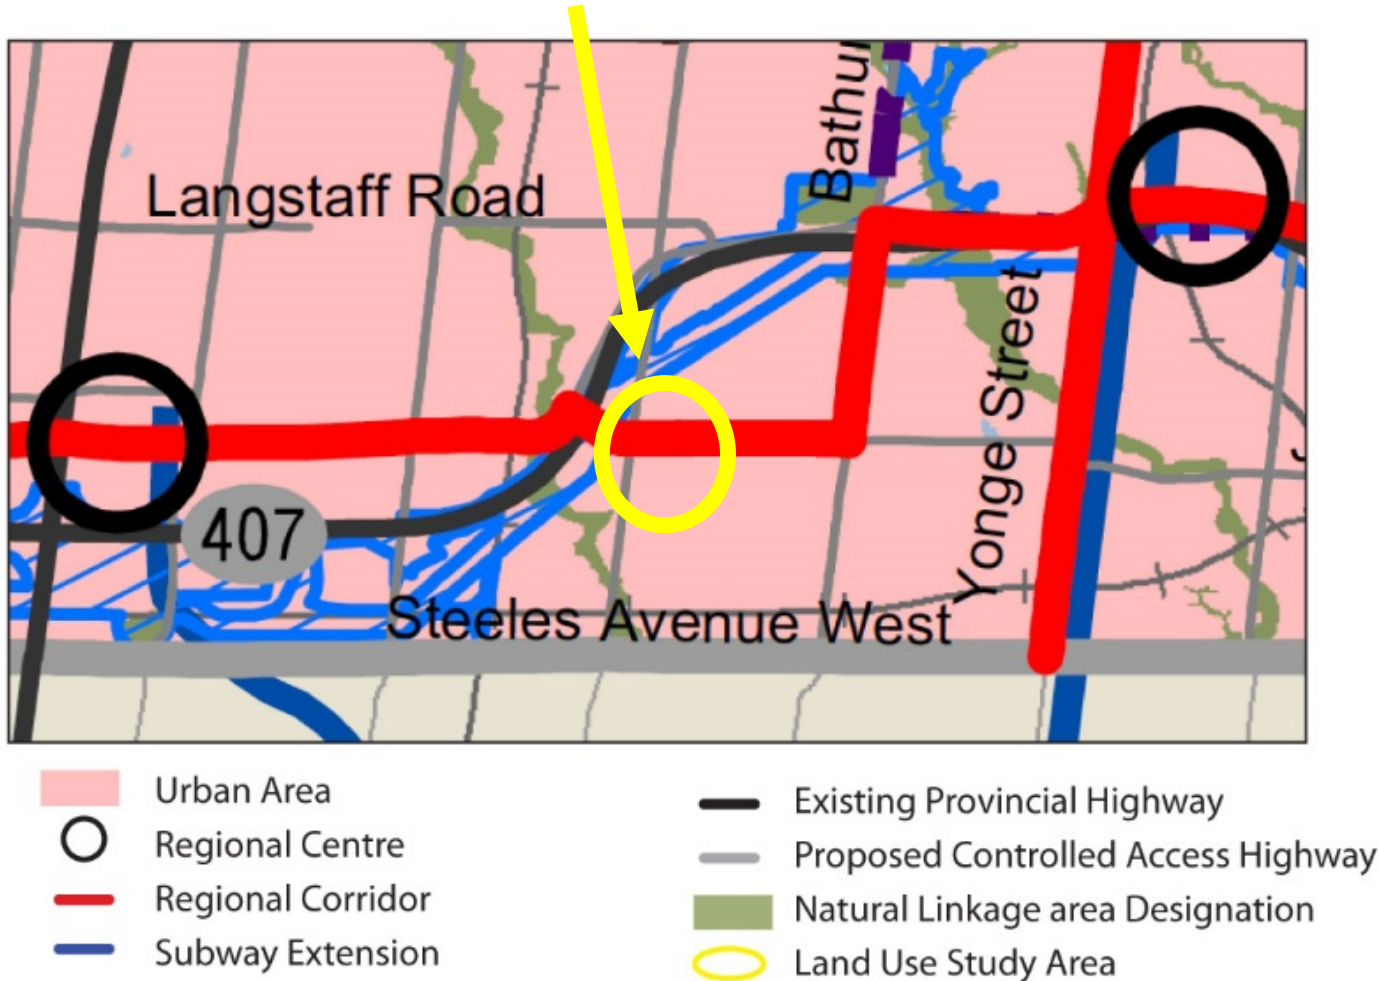 Bathur
Langstaff Road
Yonge Street
407
Steeles Avenue West
Urban Area
Regional Centre
Regional Corridor
Subway Extension
Existing Provincial Highway
Proposed Controlled Access Highway
Natural Linkage area Designation
Land Use Study Area